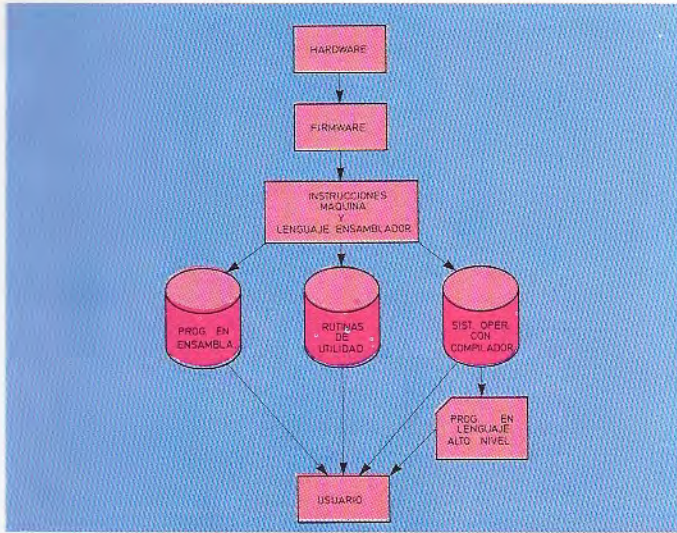 HARDWARE
FIRMWARE
INSTRUCCIONES
MAQUINA
Y
LENGUAJE ENSAMBLADOR
PROG. EN
ENSAMBLA.
RUTINAS
DE
UTILIDAD
SIST. OPER.
CON
COMPILADOR
PROG. EN
LENGUAJE
ALTO NIVEL
USUARIO